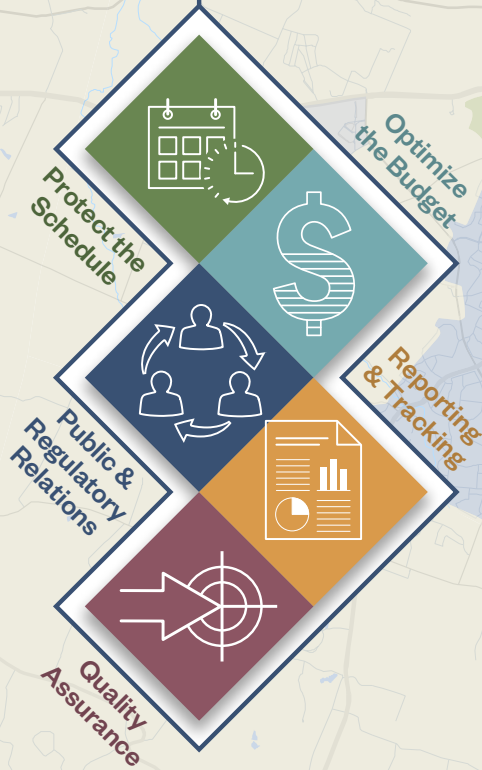 Protect the
Schedule
Optimize
the Budget
Public &
Regulatory
Relations
Reporting
& Tracking
Quality
Assurance